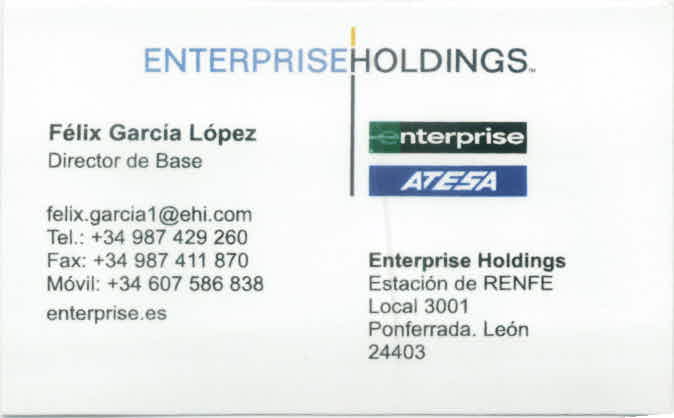 ENTERPRISEHOLDINGS™
Félix García López
Director de Base
felix.garcia1@ehi.com
Tel.: +34 987 429 260
Fax: +34 987 411 870
Móvil: +34 607 586 838
enterprise.es
enterprise
ATESA
Enterprise Holdings
Estación de RENFE
Local 3001
Ponferrada. León
24403